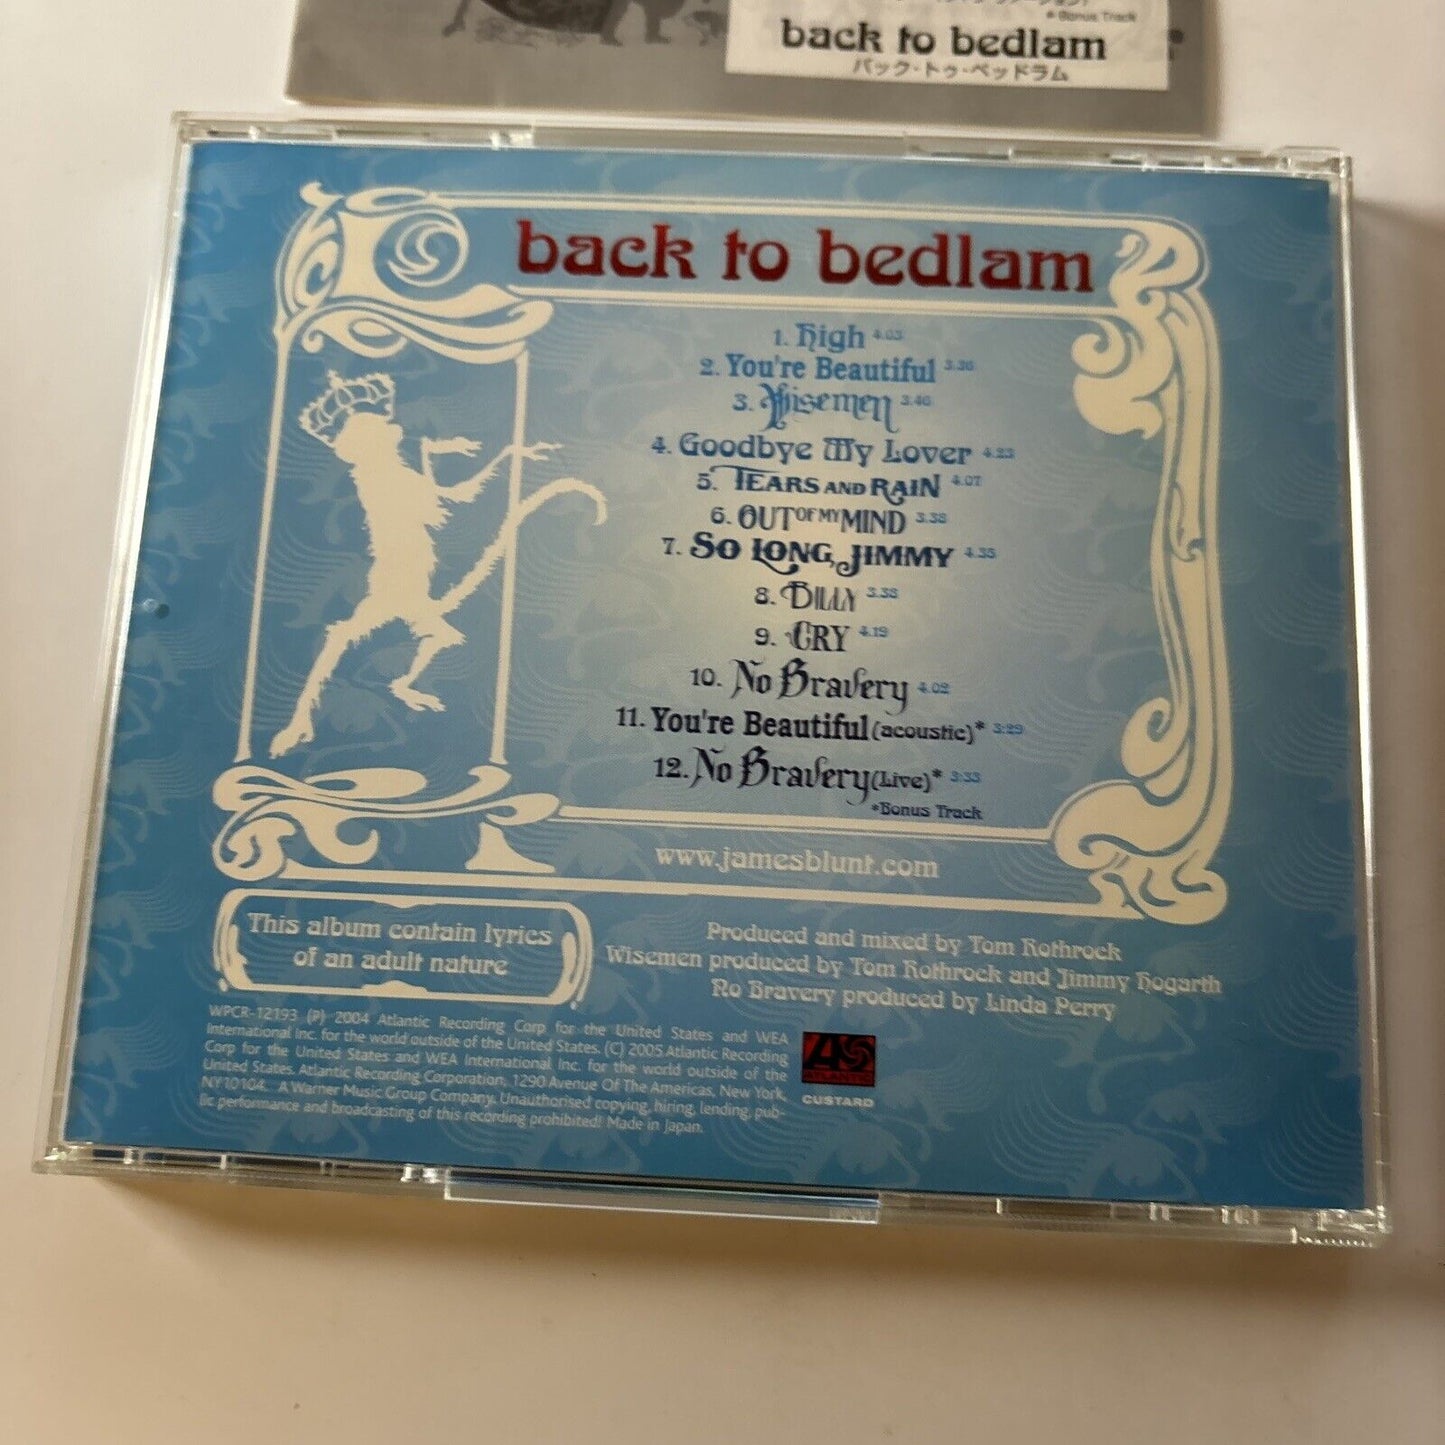 * Bonus Track
back to bedlam
バック・トゥ・ベッドラム
back to bedlam
1. High 4.03
2. You're Beautiful 3.36
3. Wisemen 3.46
4. Goodbye My Lover 4.23
5. TEARS AND RAIN 4.07
6. OUT OF MY MIND 3.38
7. SO LONG, JIMMY 4.35
8. BILLY 3.38
9. CRY 4.19
10. No Bravery 4.02
11. You're Beautiful (acoustic)* 3:29
12. No Bravery (Live)* 3:33
*Bonus Track
www.jamesblunt.com
This album contain lyrics
of an adult nature
Produced and mixed by Tom Rothrock
Wisemen produced by Tom Rothrock and Jimmy Hogarth
No Bravery produced by Linda Perry
WPCR-12193 (P) 2004 Atlantic Recording Corp for the United States and WEA
International Inc. for the world outside of the United States. (C) 2005 Atlantic Recording
Corp for the United States and WEA International Inc. for the world outside of the
United States. Atlantic Recording Corporation, 1290 Avenue Of The Americas, New York,
NY10104. A Warner Music Group Company. Unauthorised copying, hiring, lending, pub-
lic performance and broadcasting of this recording prohibited! Made in Japan.
ATLANTIC
CUSTARD